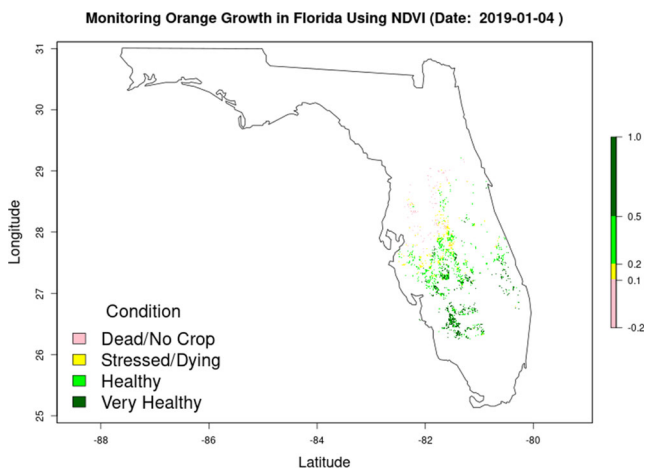 Monitoring Orange Growth in Florida Using NDVI (Date: 2019-01-04 )
31
30
29
28
27
26
25
Longitude
Condition
Dead/No Crop
Stressed/Dying
Healthy
Very Healthy
1.0
0.5
0.2
0.1
-0.2
-88
-86
-84
-82
-80
Latitude